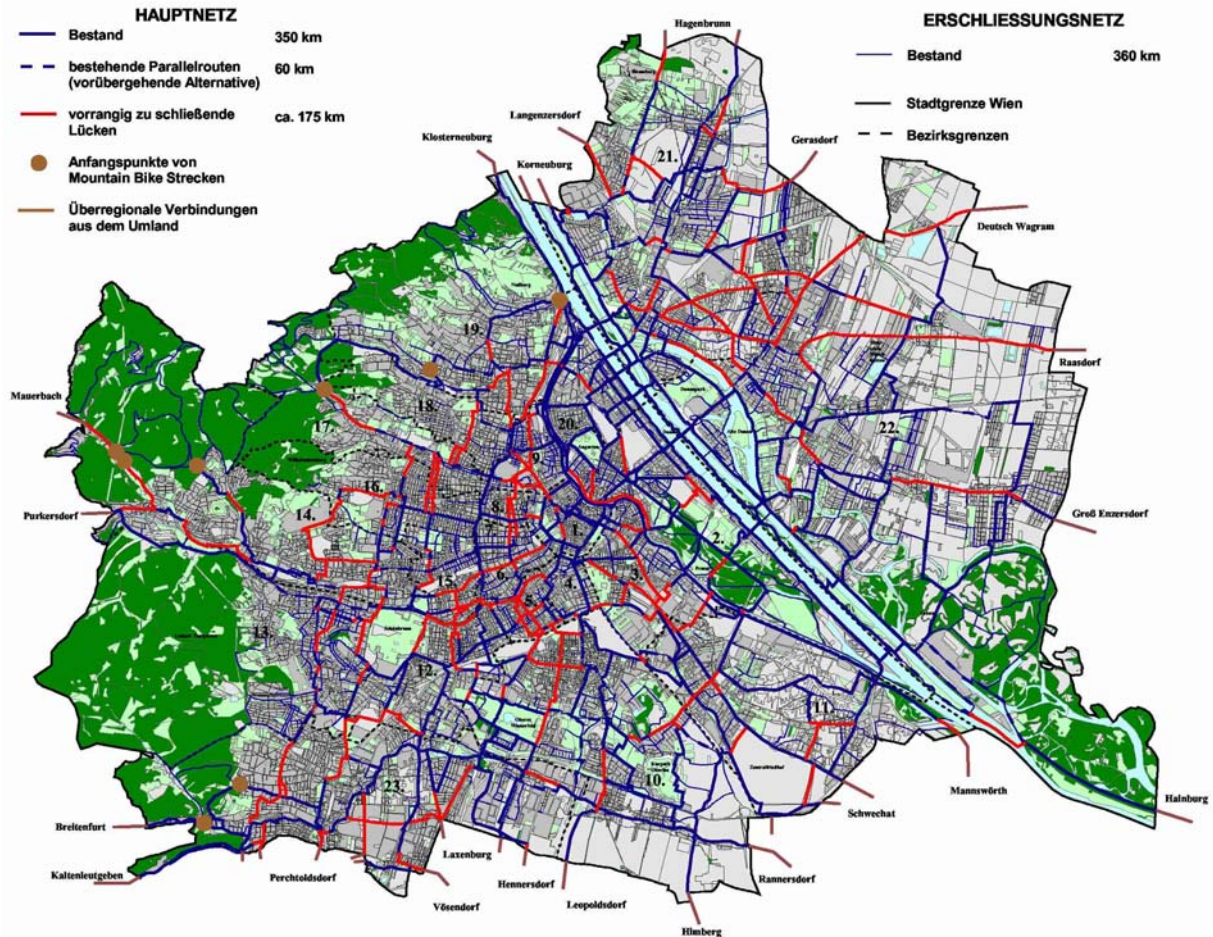 HAUPTNETZ
Bestand 350 km
bestehende Parallelrouten 60 km
(vorübergehende Alternative)
vorrangig zu schließende ca. 175 km
Lücken
Anfangspunkte von
Mountain Bike Strecken
Überregionale Verbindungen
aus dem Umland
ERSCHLIESSUNGSNETZ
Bestand 360 km
Stadtgrenze Wien
Bezirksgrenzen
Hagenbrunn
Langenzersdorf
Klosterneuburg
Korneuburg
Gerasdorf
21.
Deutsch Wagram
19.
Raasdorf
Mauerbach
18.
17.
20.
22.
9.
16.
Purkersdorf
14.
8.
1.
2.
Groß Enzersdorf
15.
6.
4.
3.
13.
12.
11.
10.
23.
Mannswörth
Hainburg
Schwechat
Breitenfurt
Laxenburg
Kaltenleutgeben
Perchtoldsdorf
Hennersdorf
Rannersdorf
Vösendorf
Leopoldsdorf
Himberg